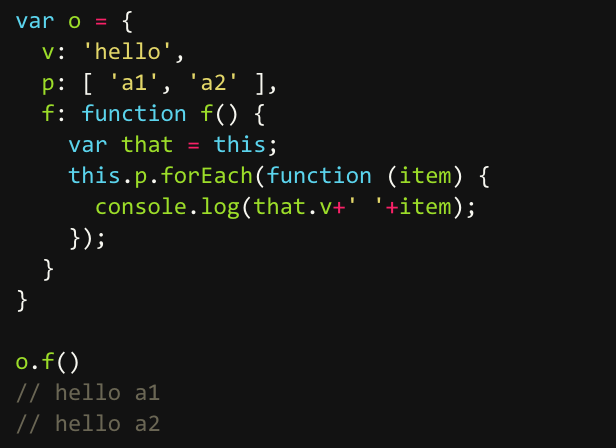 var o = {
  v: 'hello',
  p: [ 'a1', 'a2' ],
  f: function f() {
    var that = this;
    this.p.forEach(function (item) {
      console.log(that.v+' '+item);
    });
  }
}

o.f()
// hello a1
// hello a2